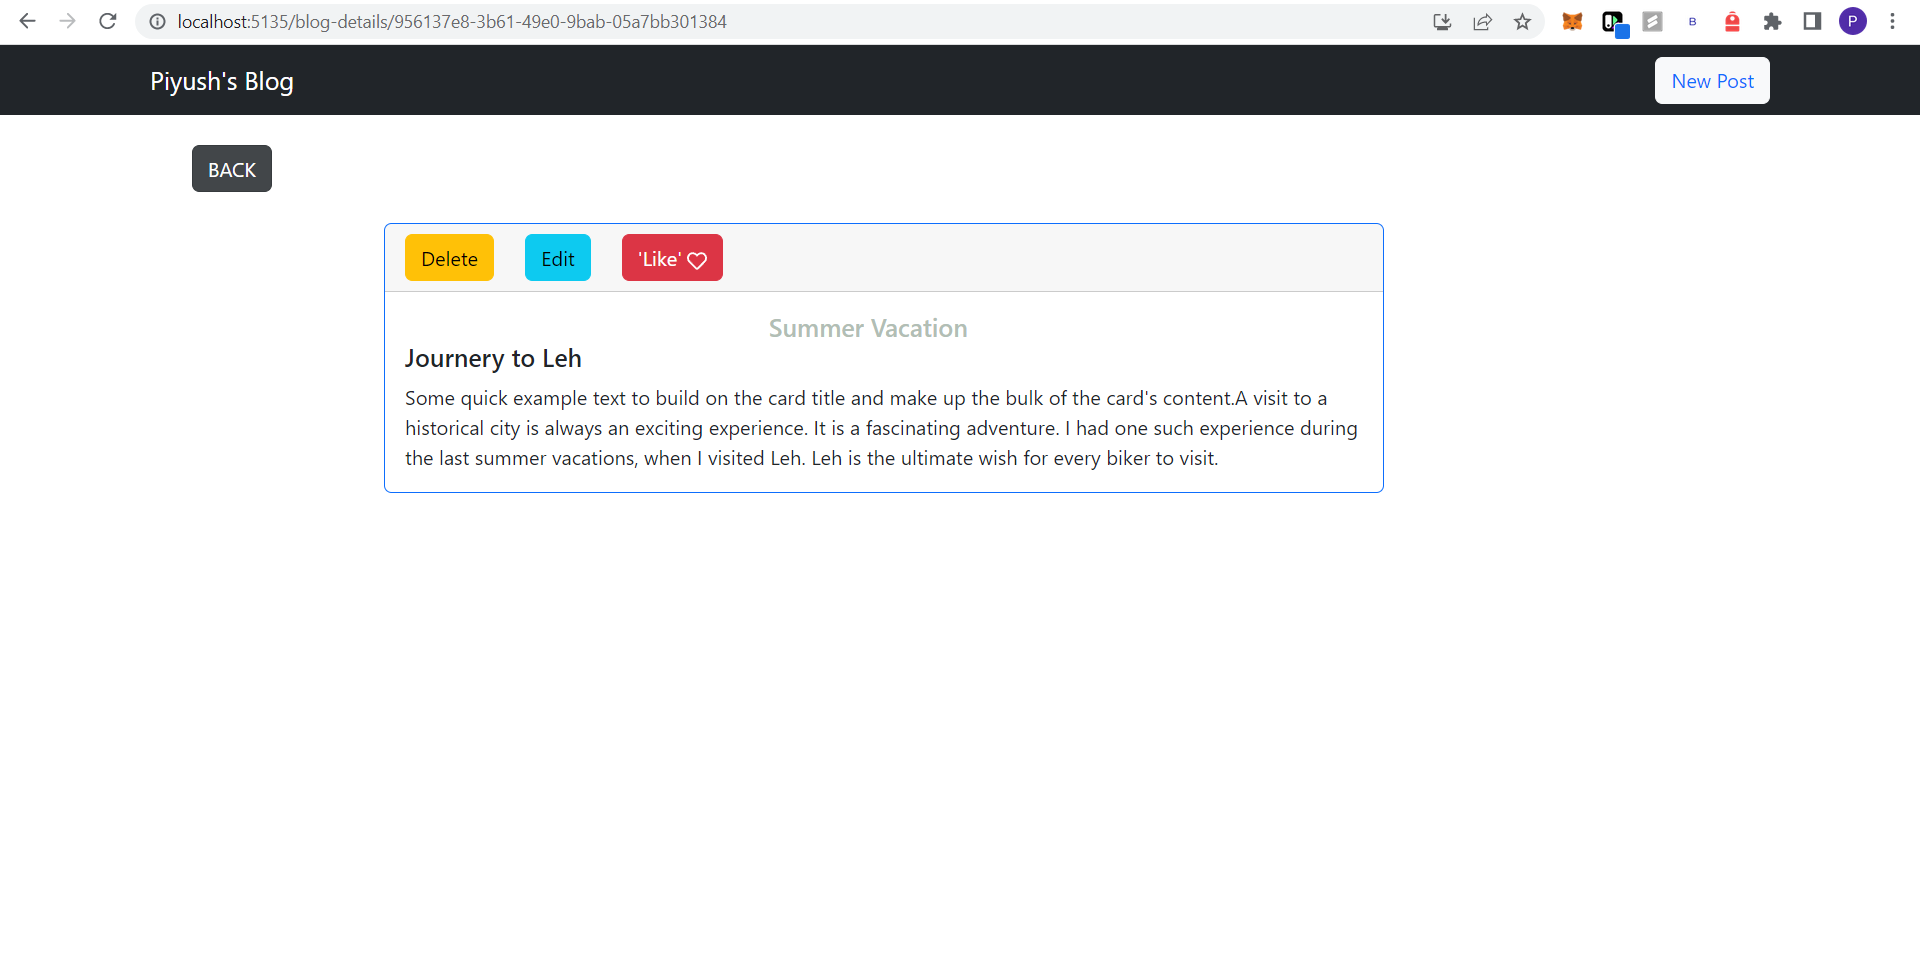 localhost:5135/blog-details/956137e8-3b61-49e0-9bab-05a7bb301384
B
P
Piyush's Blog
New Post
BACK
Delete
Edit
'Like'
Summer Vacation
Journery to Leh
Some quick example text to build on the card title and make up the bulk of the card's content.A visit to a
historical city is always an exciting experience. It is a fascinating adventure. I had one such experience during
the last summer vacations, when I visited Leh. Leh is the ultimate wish for every biker to visit.